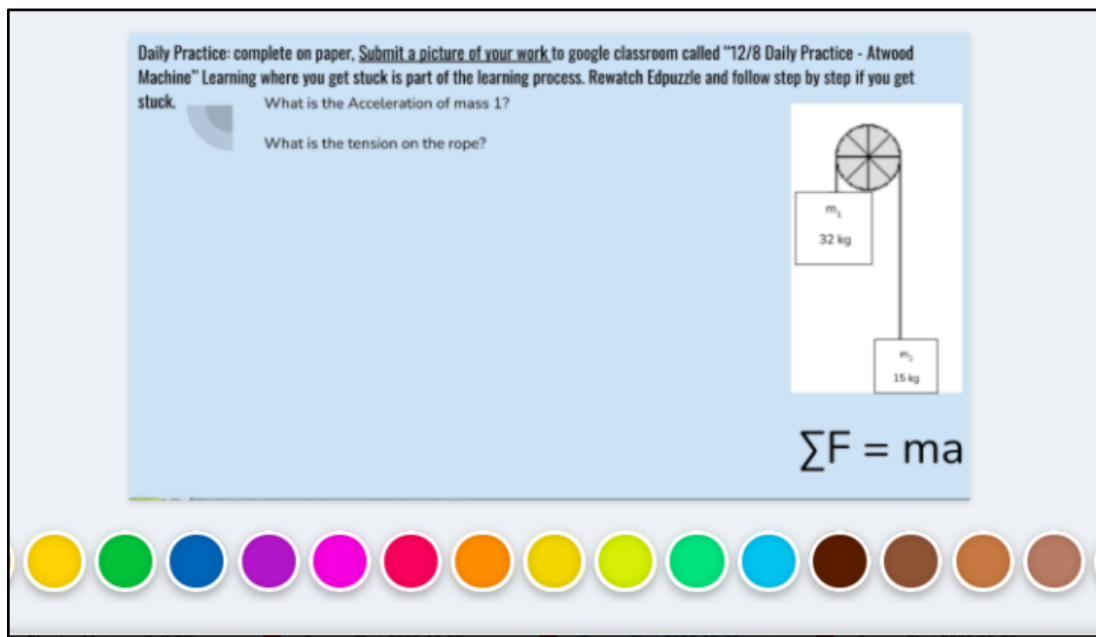 Daily Practice: complete on paper, Submit a picture of your work to google classroom called "12/8 Daily Practice - Atwood
Machine" Learning where you get stuck is part of the learning process. Rewatch Edpuzzle and follow step by step if you get
stuck.
What is the Acceleration of mass 1?
What is the tension on the rope?
m₁
32 kg
m₂
15 kg
∑F = ma